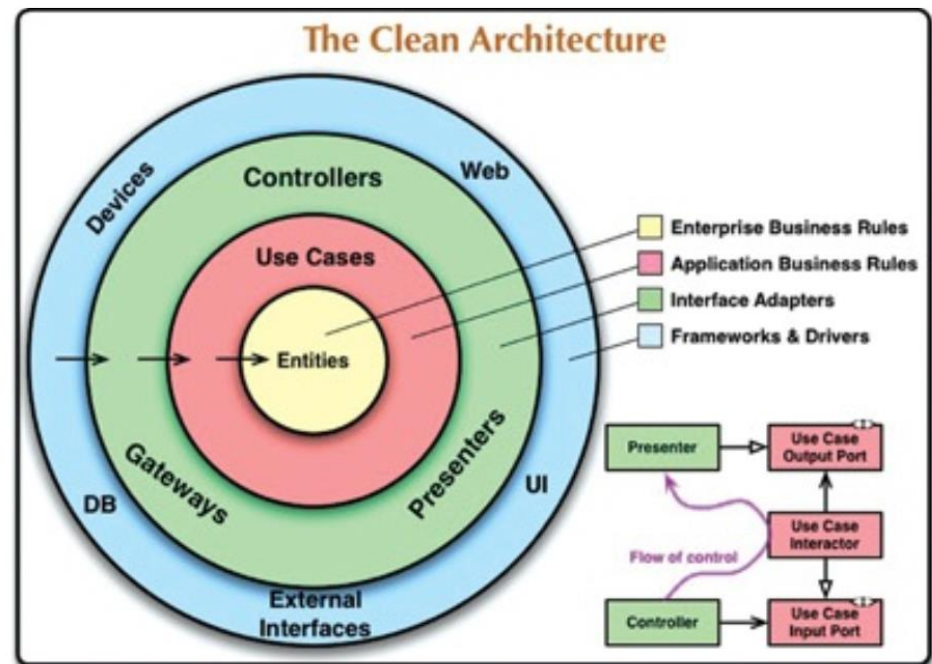 The Clean Architecture
Devices
Controllers
Web
Use Cases
Entities
Gateways
Presenters
DB
UI
External
Interfaces
Enterprise Business Rules
Application Business Rules
Interface Adapters
Frameworks & Drivers
Presenter
Use Case
Output Port
Use Case
Interactor
Flow of control
Controller
Use Case
Input Port